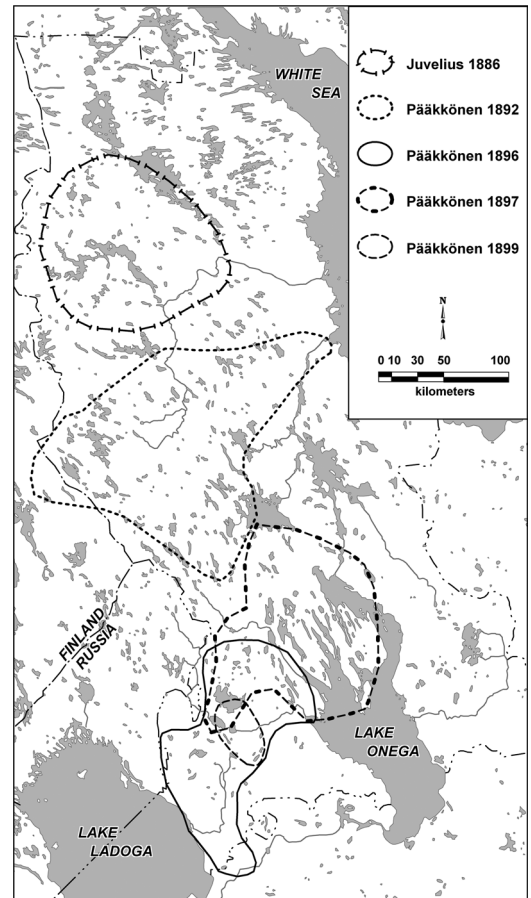 WHITE
SEA
Juvelius 1886
Pääkkönen 1892
Pääkkönen 1896
Pääkkönen 1897
Pääkkönen 1899
N
0 10 30 50 100
kilometers
FINLAND
RUSSIA
LAKE
ONEGA
LAKE
LADOGA